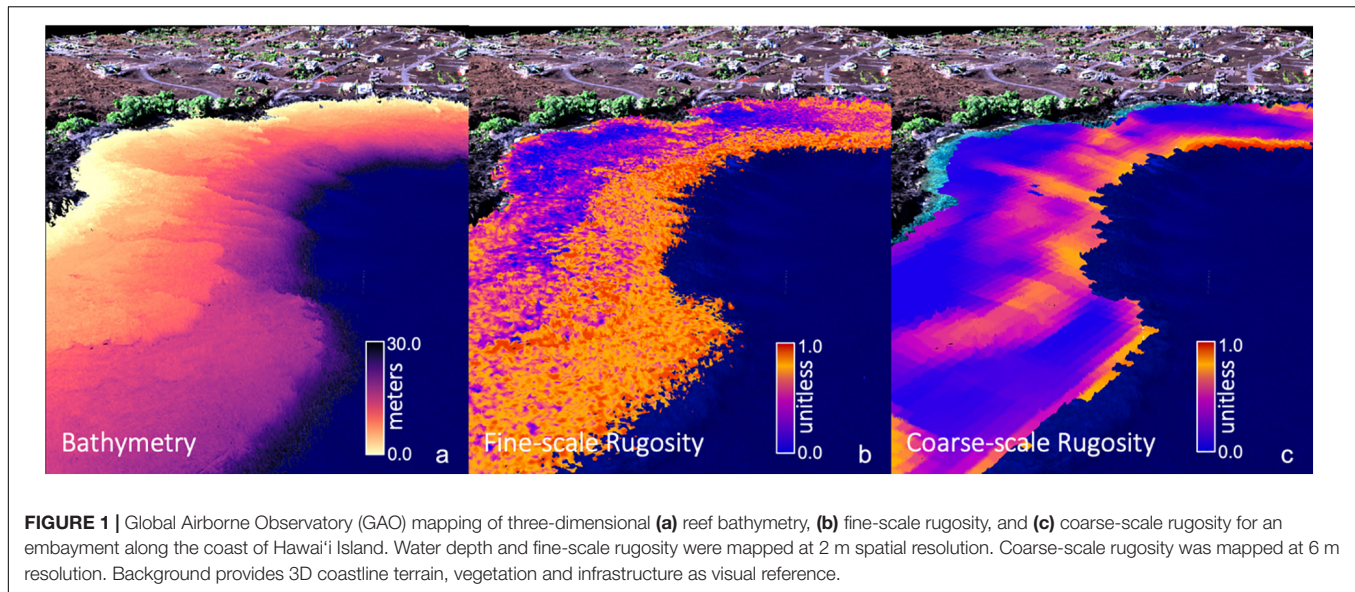 30.0
meters
0.0
Bathymetry
a
1.0
unitless
0.0
Fine-scale Rugosity
b
1.0
unitless
0.0
Coarse-scale Rugosity
c
FIGURE 1 | Global Airborne Observatory (GAO) mapping of three-dimensional (a) reef bathymetry, (b) fine-scale rugosity, and (c) coarse-scale rugosity for an
embayment along the coast of Hawai‘i Island. Water depth and fine-scale rugosity were mapped at 2 m spatial resolution. Coarse-scale rugosity was mapped at 6 m
resolution. Background provides 3D coastline terrain, vegetation and infrastructure as visual reference.